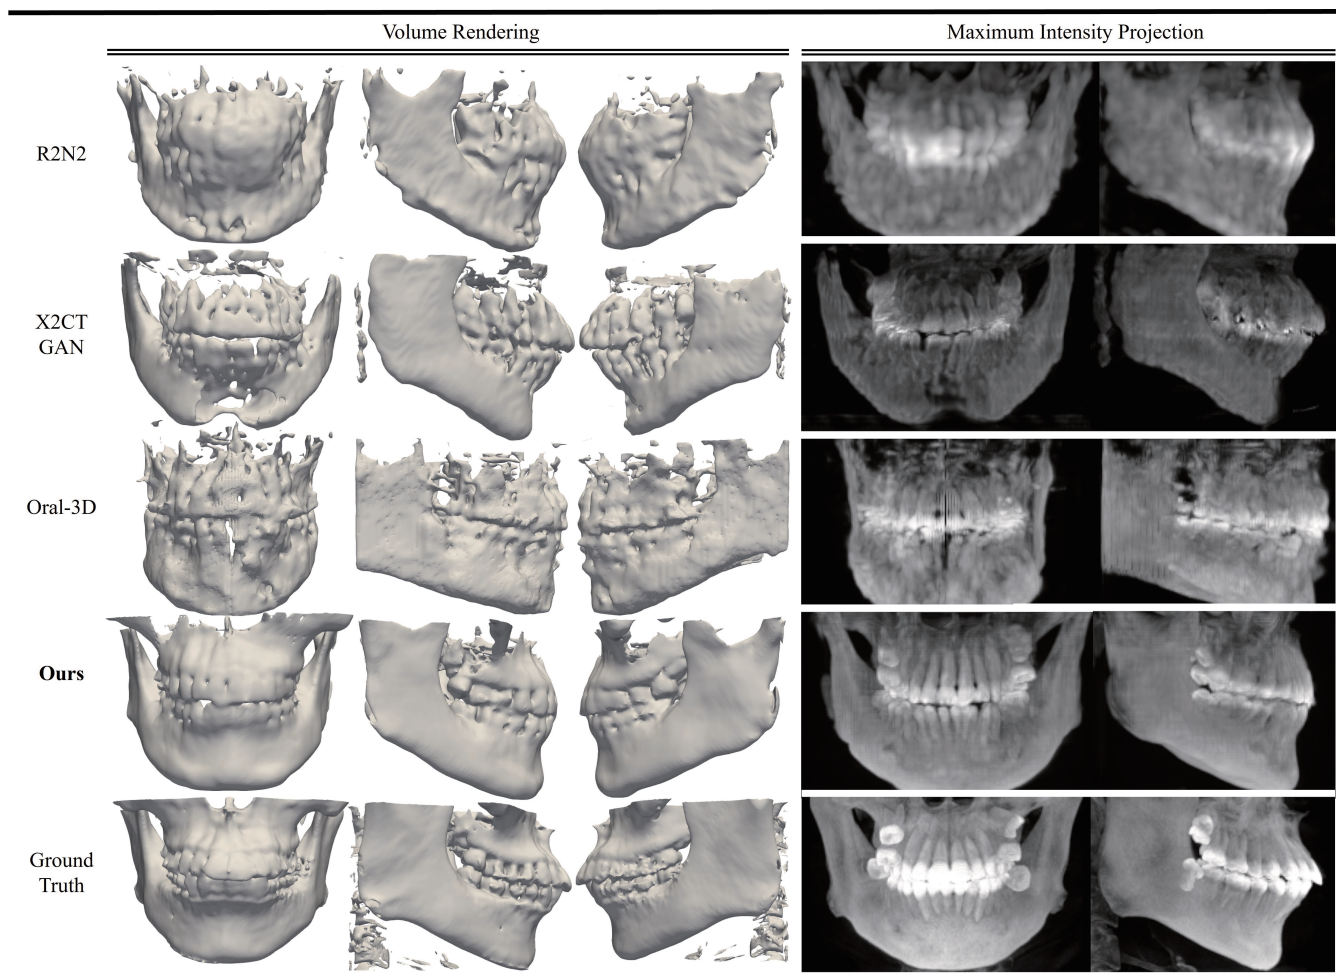 Volume Rendering
Maximum Intensity Projection
R2N2
X2CT
GAN
Oral-3D
Ours
Ground
Truth